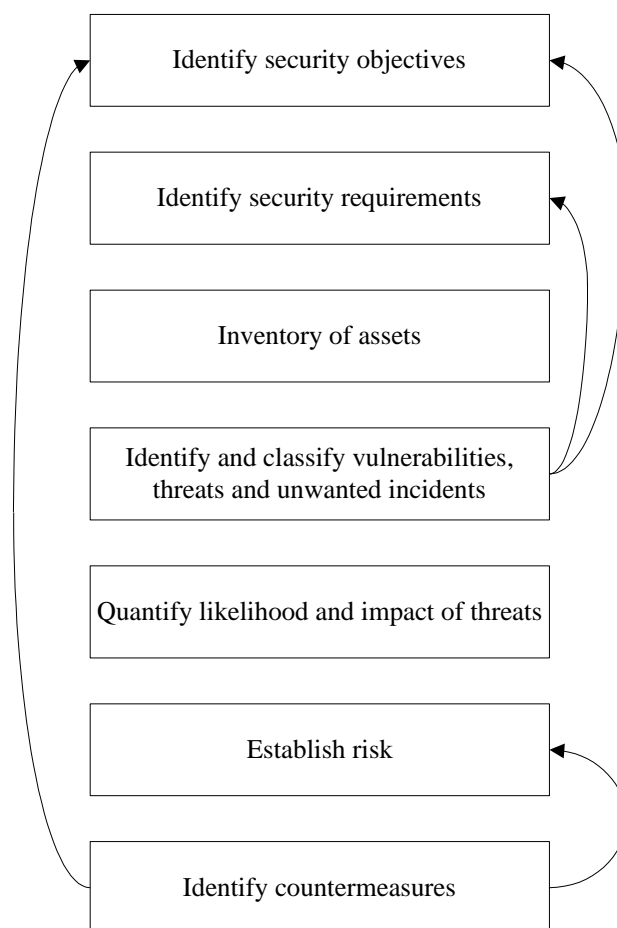 Identify security objectives
Identify security requirements
Inventory of assets
Identify and classify vulnerabilities,
threats and unwanted incidents
Quantify likelihood and impact of threats
Establish risk
Identify countermeasures